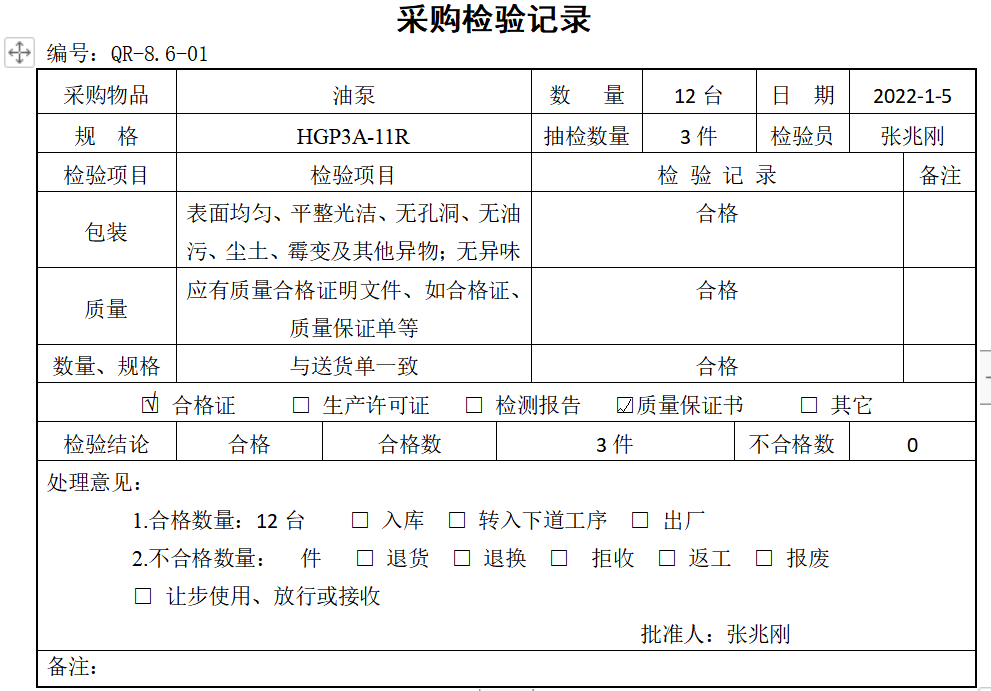 采购检验记录
编号：QR-8.6-01
采购物品 油泵 数 量 12 台 日 期 2022-1-5
规 格 HGP3A-11R 抽检数量 3 件 检验员 张兆刚
检验项目 检验项目 检 验 记 录 备注
包装 表面均匀、平整光洁、无孔洞、无油 合格
污、尘土、霉变及其他异物；无异味
质量 应有质量合格证明文件、如合格证、 合格
质量保证单等
数量、规格 与送货单一致 合格
☑ 合格证 □ 生产许可证 □ 检测报告 ☑质量保证书 □ 其它
检验结论 合格 合格数 3 件 不合格数 0
处理意见：
1.合格数量：12 台 □ 入库 □ 转入下道工序 □ 出厂
2.不合格数量： 件 □ 退货 □ 退换 □ 拒收 □ 返工 □ 报废
□ 让步使用、放行或接收
批准人：张兆刚
备注：